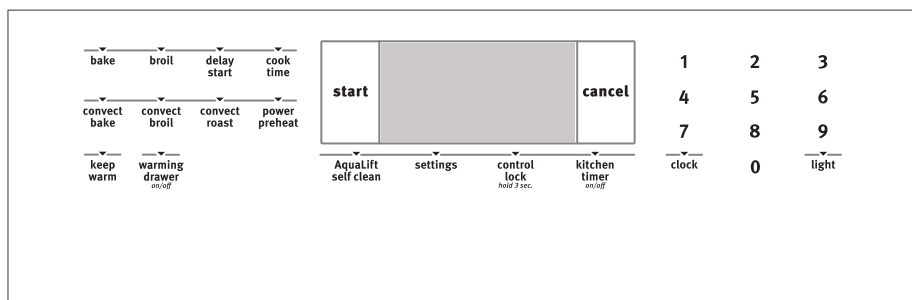 bake broil delay start cook time
convect bake convect broil convect roast power preheat
keep warm warming drawer on/off
start cancel
AquaLift self clean settings control lock hold 3 sec. kitchen timer on/off
1 2 3
4 5 6
7 8 9
clock 0 light